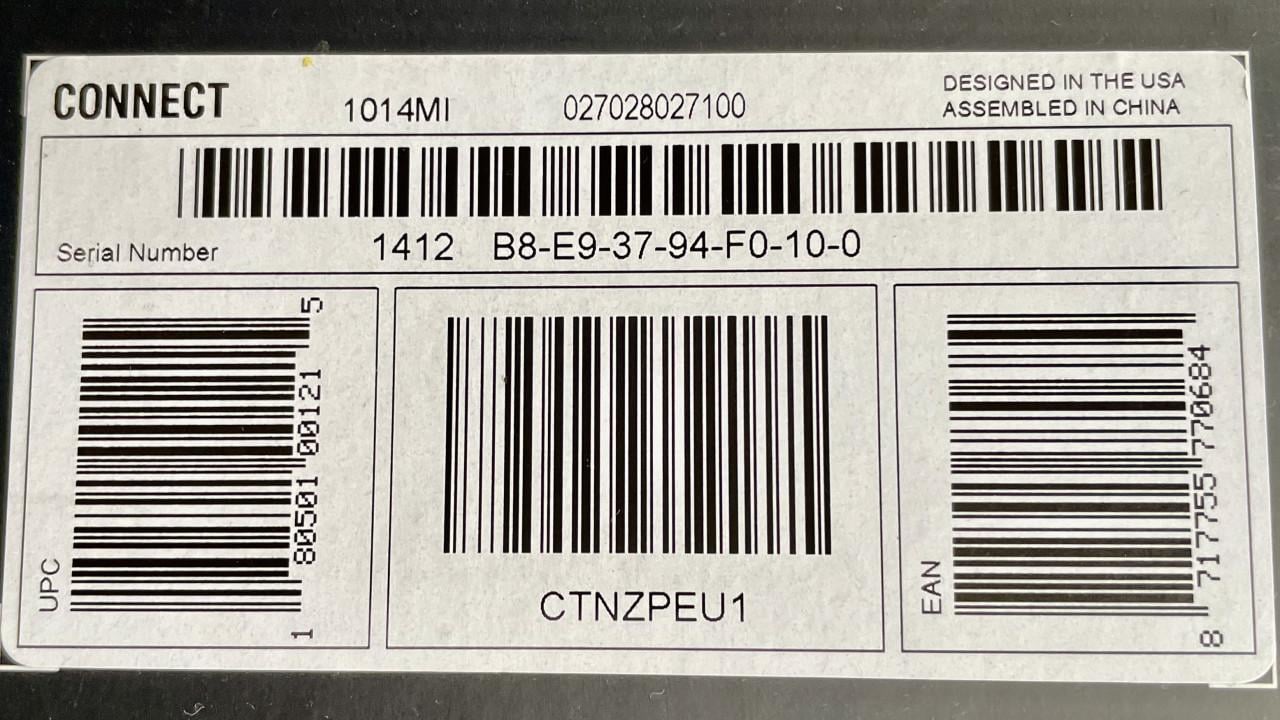 CONNECT
1014MI
027028027100
DESIGNED IN THE USA
ASSEMBLED IN CHINA
Serial Number 1412 B8-E9-37-94-F0-10-0
UPC
1 80501 00121 5
CTNZPEU1
EAN
8 717755 770684